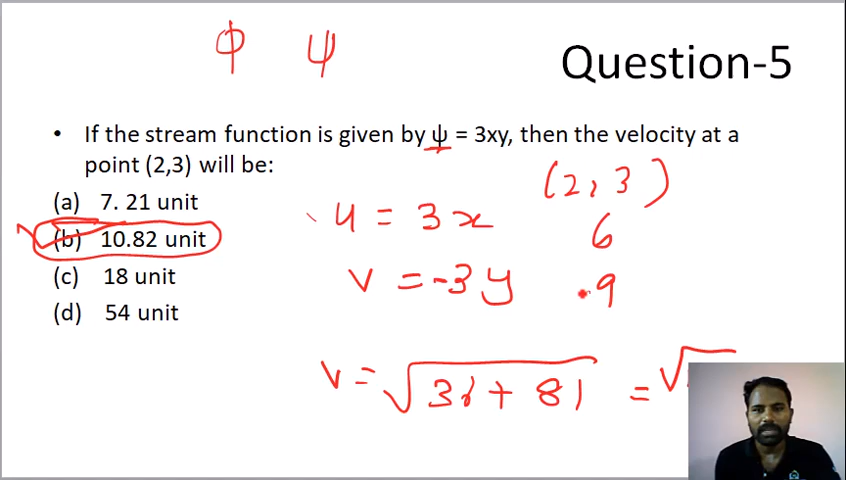 Φ Ψ
Question-5
• If the stream function is given by ψ = 3xy, then the velocity at a
point (2,3) will be:
(a) 7. 21 unit
(b) 10.82 unit
(c) 18 unit
(d) 54 unit
(2, 3)
u = 3x 6
v = -3y 9
v = √36 + 81 = √